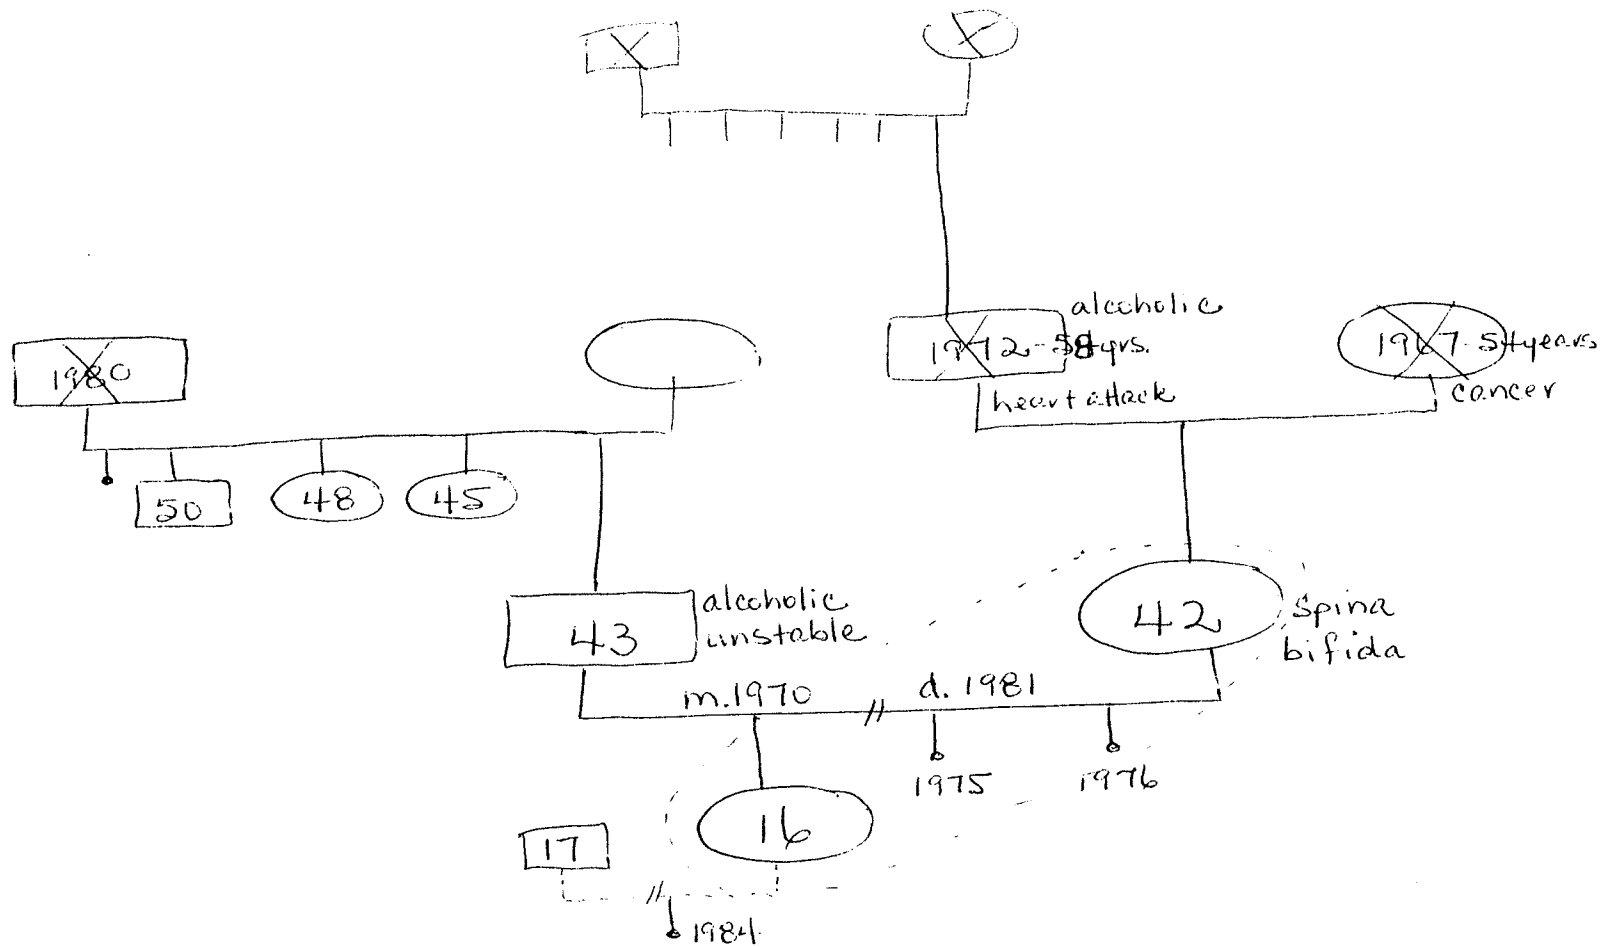 alcoholic
1980
1972-58yrs.
1967-54years
heart attack
cancer
50
48
45
43
alcoholic
unstable
42
spina
bifida
m.1970
//
d. 1981
1975
1976
16
17
//
1984